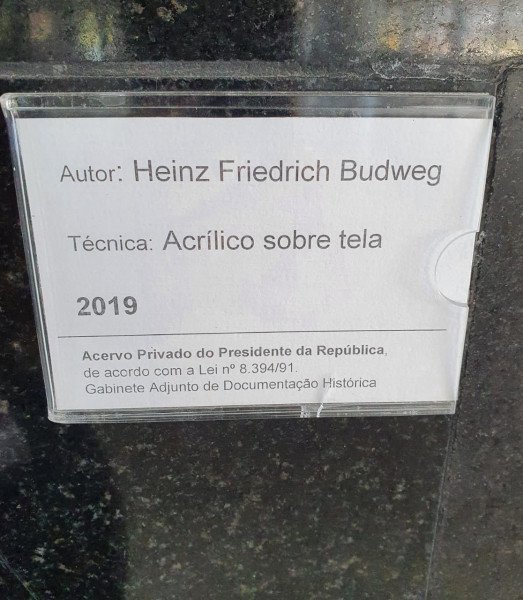 Autor: Heinz Friedrich Budweg
Técnica: Acrílico sobre tela
2019
Acervo Privado do Presidente da República,
de acordo com a Lei nº 8.394/91.
Gabinete Adjunto de Documentação Histórica